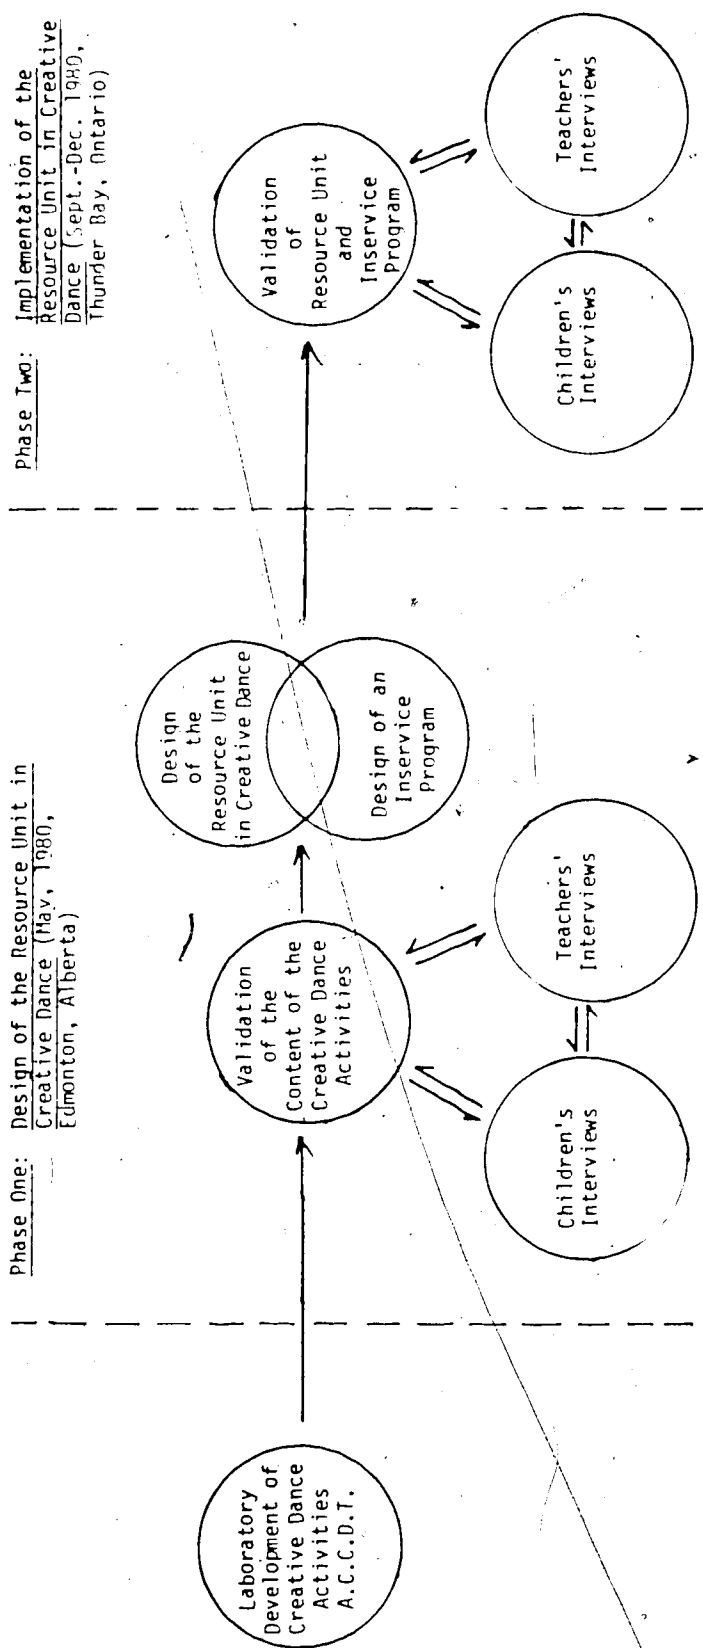 Phase One: Design of the Resource Unit in
Creative Dance (May, 1980,
Edmonton, Alberta)
Phase Two: Implementation of the
Resource Unit in Creative
Dance (Sept.-Dec. 1980,
Thunder Bay, Ontario)
Laboratory
Development of
Creative Dance
Activities
A.C.C.D.T.
Validation
of the
Content of the
Creative Dance
Activities
Children's
Interviews
Teachers'
Interviews
Design
of the
Resource Unit
in Creative Dance
Design of an
Inservice
Program
Validation
of
Resource Unit
and
Inservice
Program
Children's
Interviews
Teachers'
Interviews